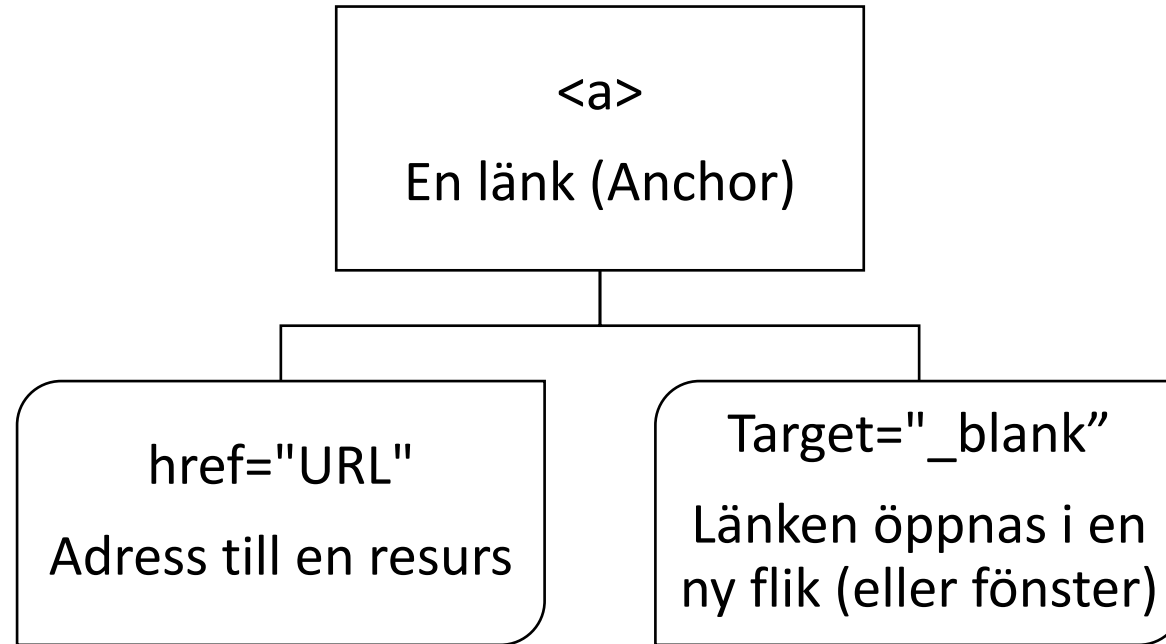 <a>
En länk (Anchor)
href="URL"
Adress till en resurs
Target="_blank”
Länken öppnas i en
ny flik (eller fönster)